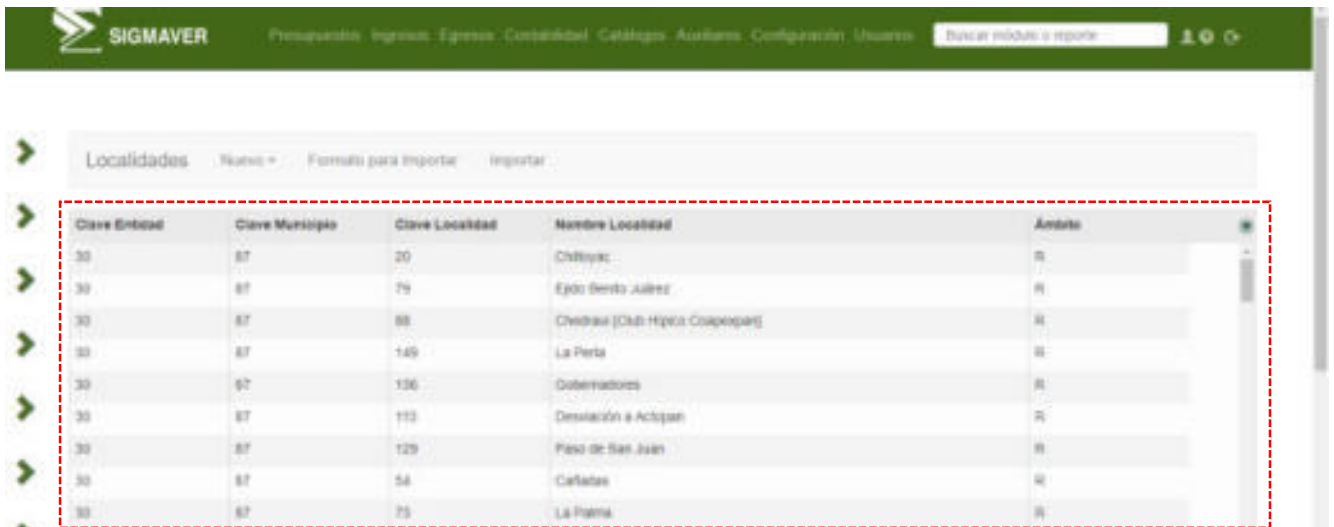 SIGMAVER Presupuestos Ingresos Egresos Contabilidad Catálogos Auxiliares Configuración Usuarios Buscar módulo o reporte
Localidades Nuevo Formato para Importar Importar
Clave Entidad Clave Municipio Clave Localidad Nombre Localidad Ámbito
30 87 20 Chiltoyac R
30 87 79 Ejido Benito Juárez R
30 87 88 Chedraui [Club Hípico Coapexpan] R
30 87 149 La Perla R
30 87 136 Gobernadores R
30 87 113 Desviación a Actopan R
30 87 129 Paso de San Juan R
30 87 54 Cañadas R
30 87 73 La Palma R